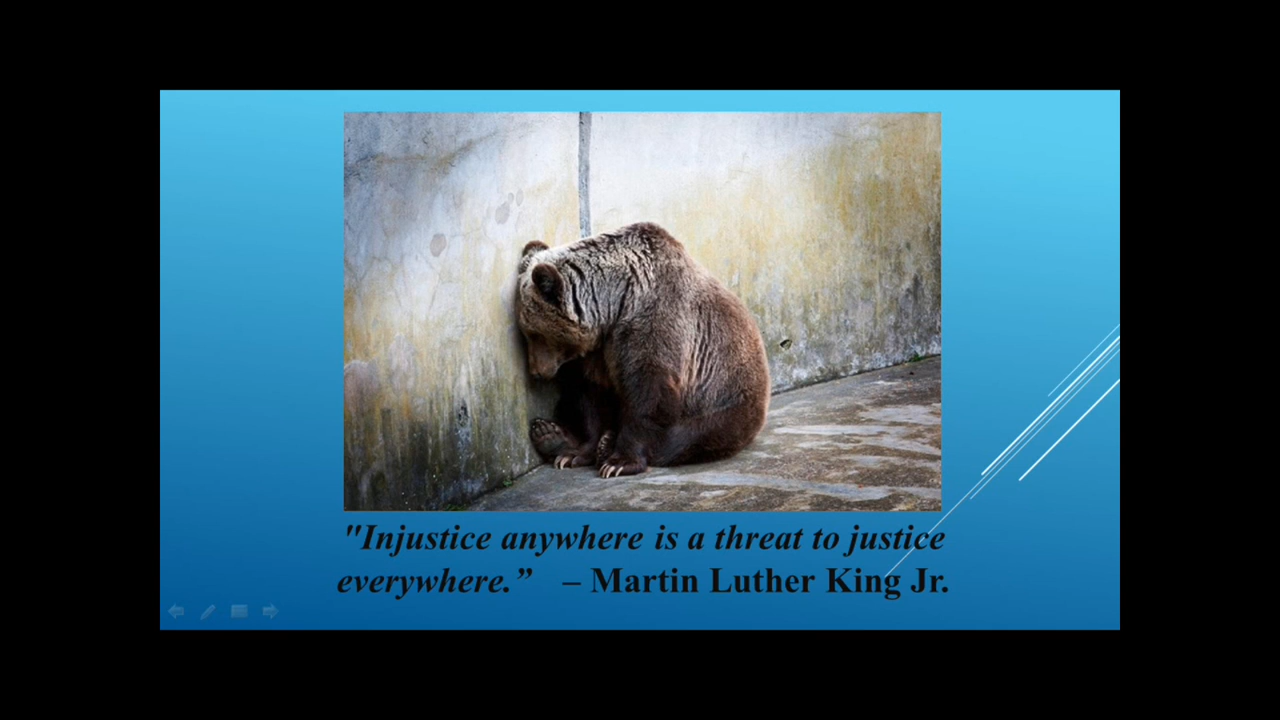 "Injustice anywhere is a threat to justice
everywhere.” – Martin Luther King Jr.